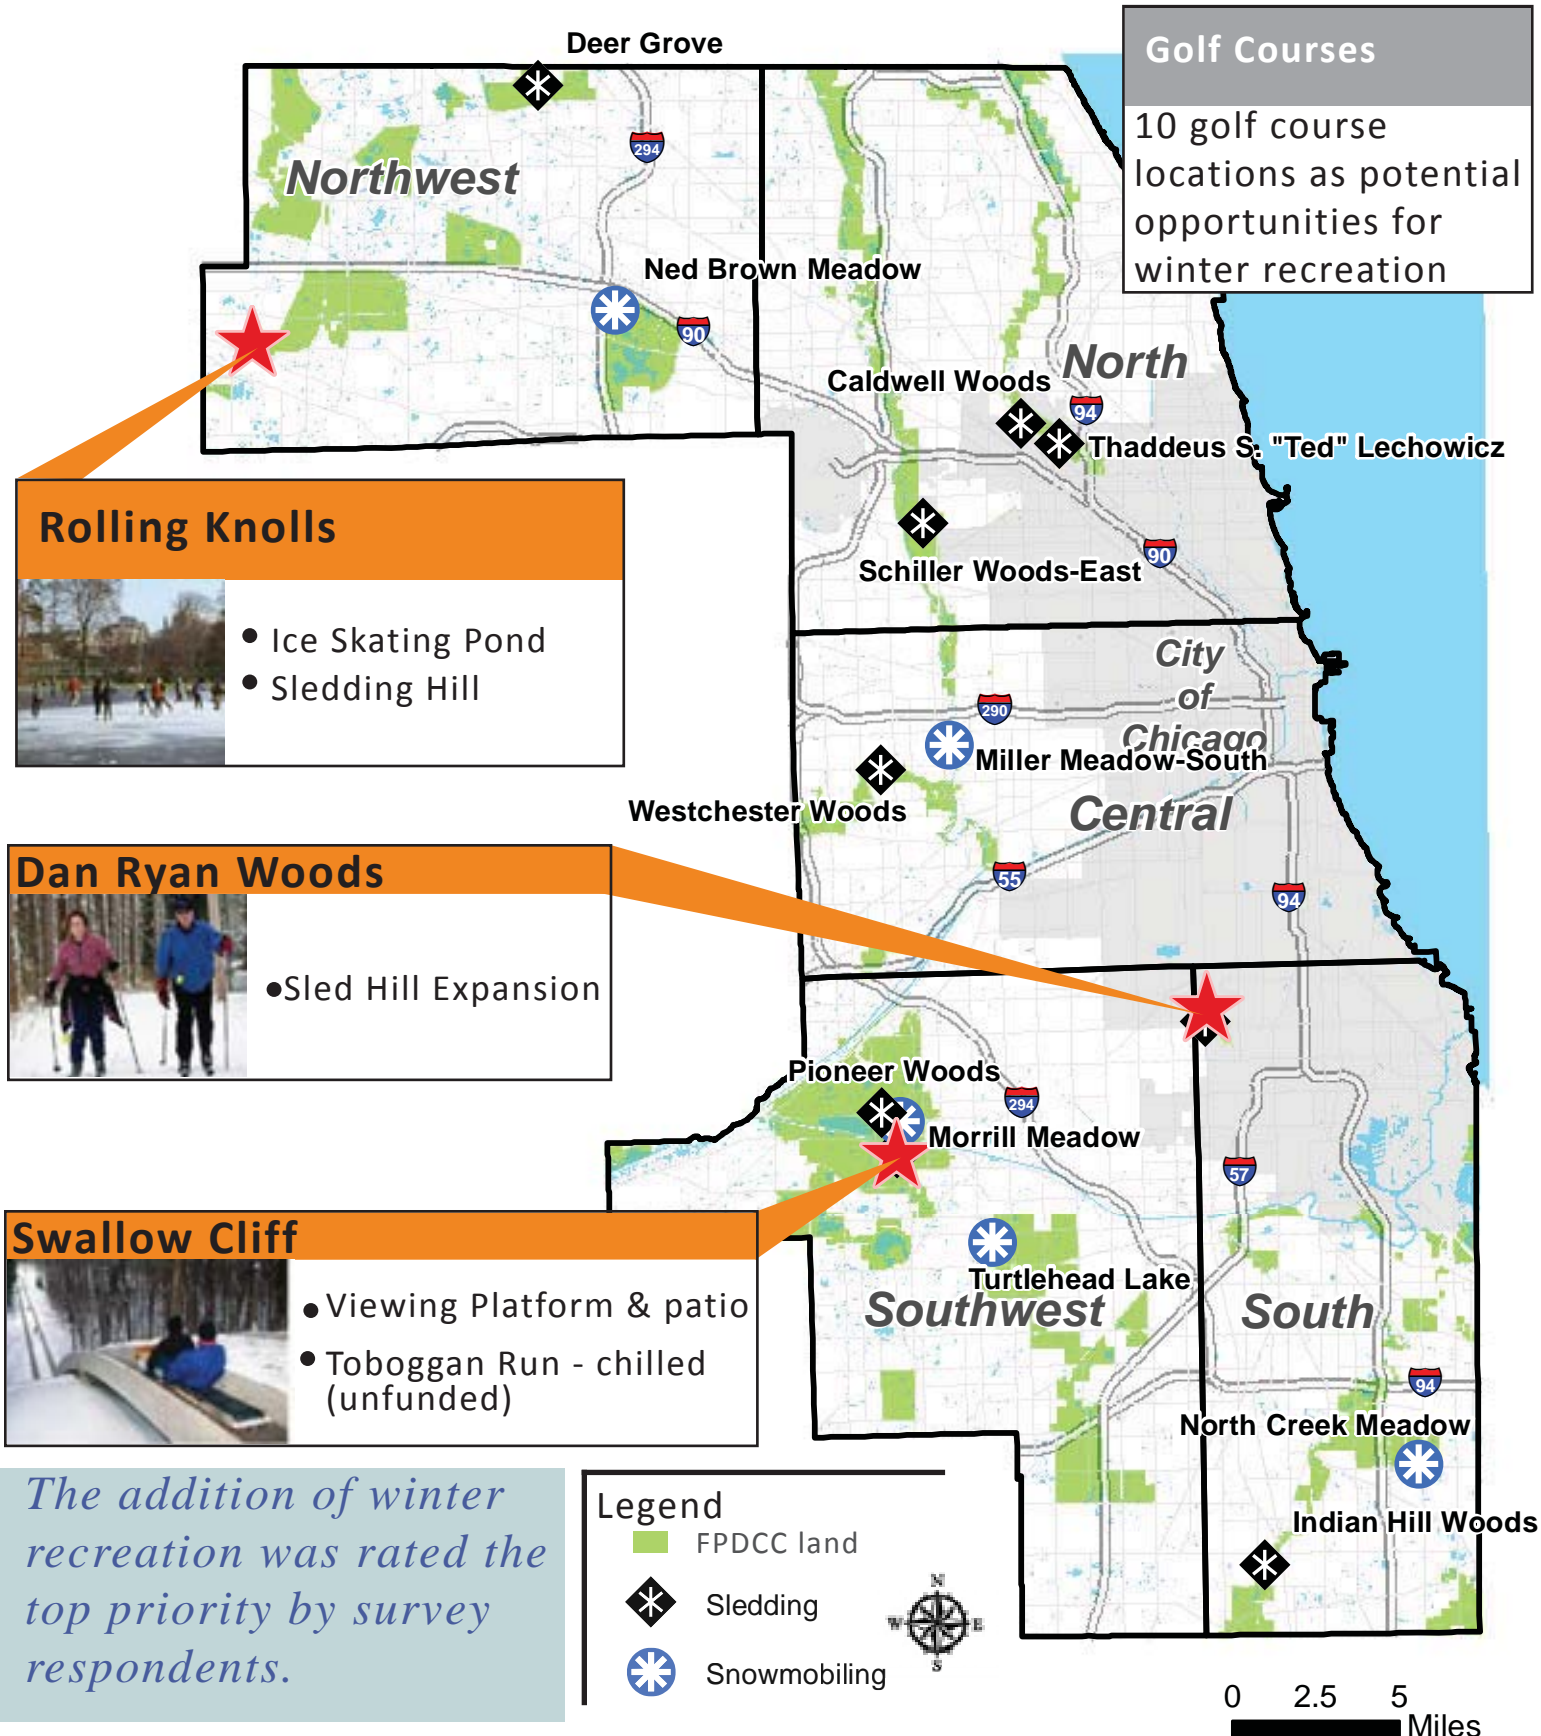 Deer Grove
Golf Courses
10 golf course
locations as potential
opportunities for
winter recreation
294
Northwest
Ned Brown Meadow
90
North
Caldwell Woods
94
Thaddeus S. "Ted" Lechowicz
Rolling Knolls
• Ice Skating Pond
• Sledding Hill
Schiller Woods-East
90
City
of
Chicago
290
Miller Meadow-South
Westchester Woods
Central
55
94
Dan Ryan Woods
•Sled Hill Expansion
Pioneer Woods
294
Morrill Meadow
57
Swallow Cliff
• Viewing Platform & patio
• Toboggan Run - chilled
(unfunded)
Turtlehead Lake
Southwest
South
94
North Creek Meadow
Indian Hill Woods
The addition of winter
recreation was rated the
top priority by survey
respondents.
Legend
FPDCC land
Sledding
Snowmobiling
N
W E
S
0 2.5 5
Miles